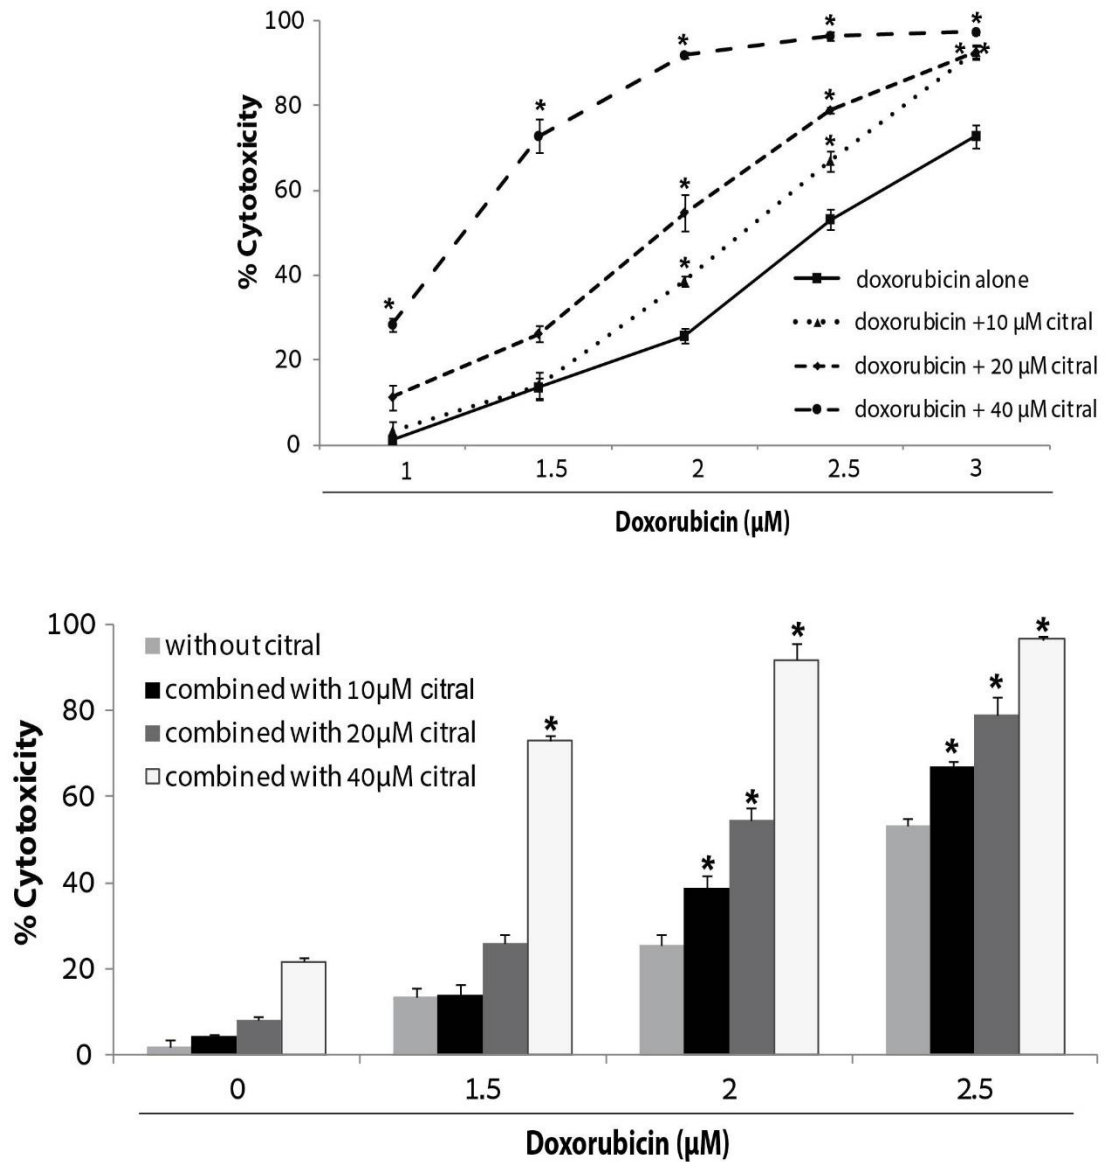 100
80
60
40
20
0
% Cytotoxicity
* * * * *
* * * *
* * *
doxorubicin alone
doxorubicin +10 µM citral
doxorubicin + 20 µM citral
doxorubicin + 40 µM citral
1 1.5 2 2.5 3
Doxorubicin (µM)
100
80
60
40
20
0
% Cytotoxicity
without citral
combined with 10µM citral
combined with 20µM citral
combined with 40µM citral
* * * * * * *
0 1.5 2 2.5
Doxorubicin (µM)